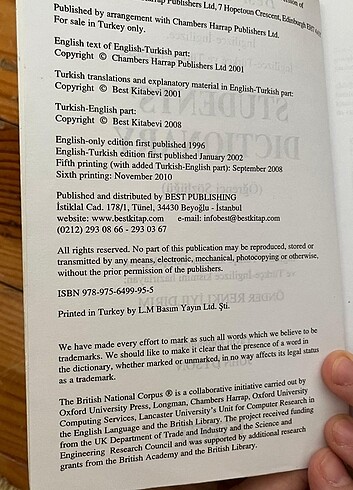 version of
Publishers Ltd, 7 Hopetoun Crescent, Edinburgh EH7
Published by arrangement with Chambers Harrap Publishers Ltd.
For sale in Turkey only.
English text of English-Turkish part:
Copyright © Chambers Harrap Publishers Ltd 2001
Turkish translations and explanatory material in English-Turkish part:
Copyright © Best Kitabevi 2001
Turkish-English part:
Copyright © Best Kitabevi 2008
English-only edition first published 1996
English-Turkish edition first published January 2002
Fifth printing (with added Turkish-English part): September 2008
Sixth printing: November 2010
Published and distributed by BEST PUBLISHING
İstiklal Cad. 178/1, Tünel, 34430 Beyoğlu - İstanbul
website: www.bestkitap.com e-mail: infobest@bestkitap.com
(0212) 293 08 66 - 293 03 67
All rights reserved. No part of this publication may be reproduced, stored or
transmitted by any means, electronic, mechanical, photocopying or otherwise,
without the prior permission of the publishers.
ISBN 978-975-6499-95-5
Printed in Turkey by L.M Basım Yayın Ltd. Şti.
We have made every effort to mark as such all words which we believe to be
trademarks. We should like to make it clear that the presence of a word in
the dictionary, whether marked or unmarked, in no way affects its legal status
as a trademark.
The British National Corpus ® is a collaborative initiative carried out by
Oxford University Press, Longman, Chambers Harrap, Oxford University
Computing Services, Lancaster University's Unit for Computer Research in
the English Language and the British Library. The project received funding
from the UK Department of Trade and Industry and the Science and
Engineering Research Council and was supported by additional research
grants from the British Academy and the British Library.